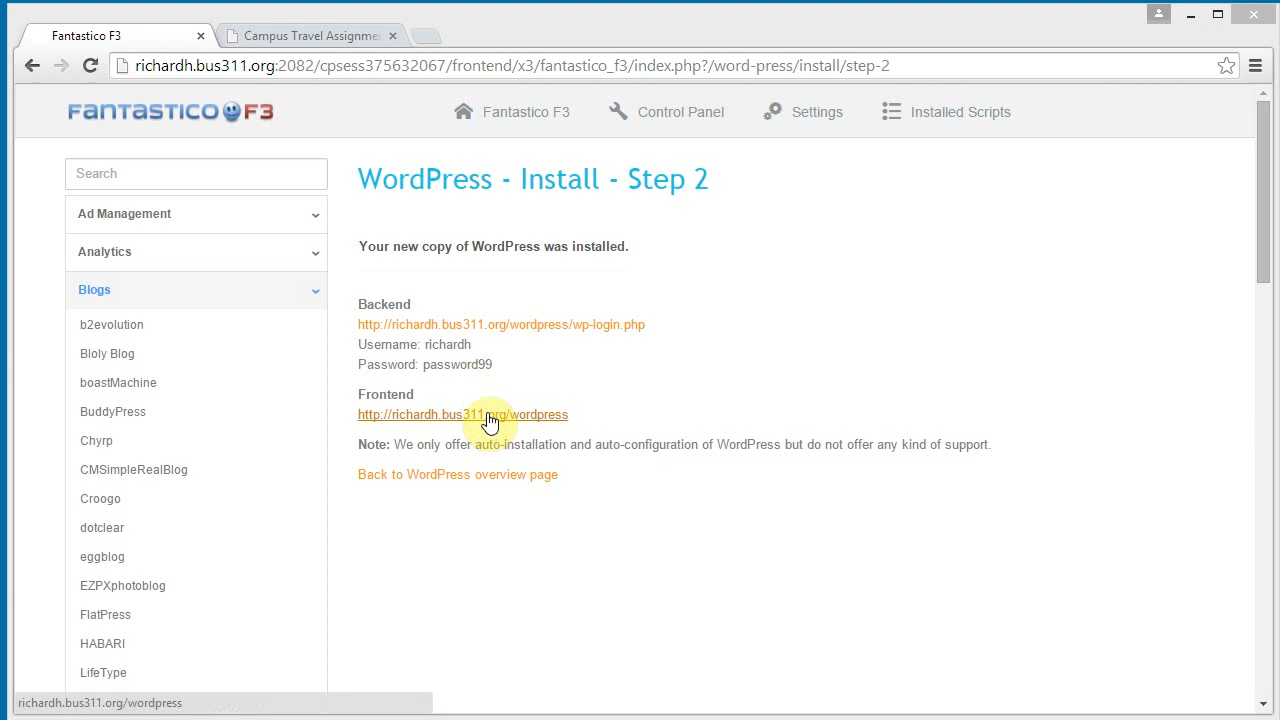 Fantastico F3
Campus Travel Assignme
richardh.bus311.org:2082/cpsess375632067/frontend/x3/fantastico_f3/index.php?/word-press/install/step-2
FANTASTICO F3
Fantastico F3
Control Panel
Settings
Installed Scripts
Search
Ad Management
Analytics
Blogs
b2evolution
Bloly Blog
boastMachine
BuddyPress
Chyrp
CMSimpleRealBlog
Croogo
dotclear
eggblog
EZPXphotoblog
FlatPress
HABARI
LifeType
WordPress - Install - Step 2
Your new copy of WordPress was installed.
Backend
http://richardh.bus311.org/wordpress/wp-login.php
Username: richardh
Password: password99
Frontend
http://richardh.bus311.org/wordpress
Note: We only offer auto-installation and auto-configuration of WordPress but do not offer any kind of support.
Back to WordPress overview page
richardh.bus311.org/wordpress